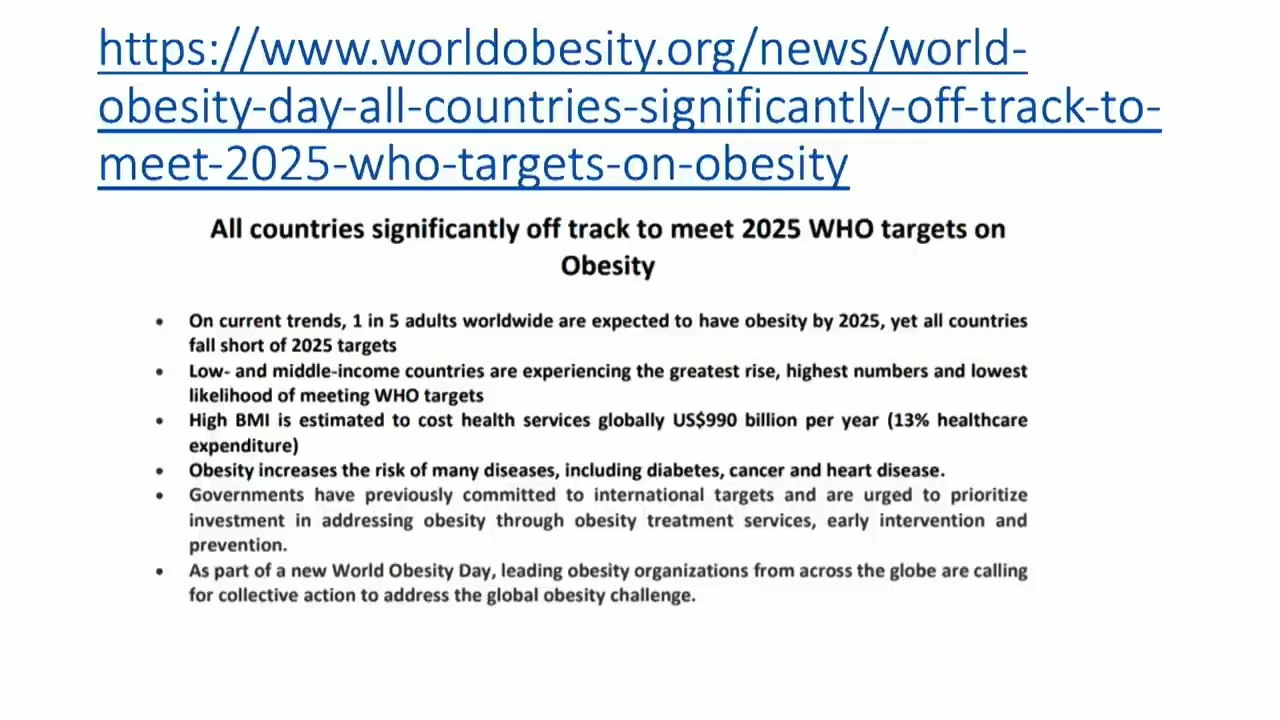 https://www.worldobesity.org/news/world-
obesity-day-all-countries-significantly-off-track-to-
meet-2025-who-targets-on-obesity
All countries significantly off track to meet 2025 WHO targets on
Obesity
• On current trends, 1 in 5 adults worldwide are expected to have obesity by 2025, yet all countries
fall short of 2025 targets
• Low- and middle-income countries are experiencing the greatest rise, highest numbers and lowest
likelihood of meeting WHO targets
• High BMI is estimated to cost health services globally US$990 billion per year (13% healthcare
expenditure)
• Obesity increases the risk of many diseases, including diabetes, cancer and heart disease.
• Governments have previously committed to international targets and are urged to prioritize
investment in addressing obesity through obesity treatment services, early intervention and
prevention.
• As part of a new World Obesity Day, leading obesity organizations from across the globe are calling
for collective action to address the global obesity challenge.